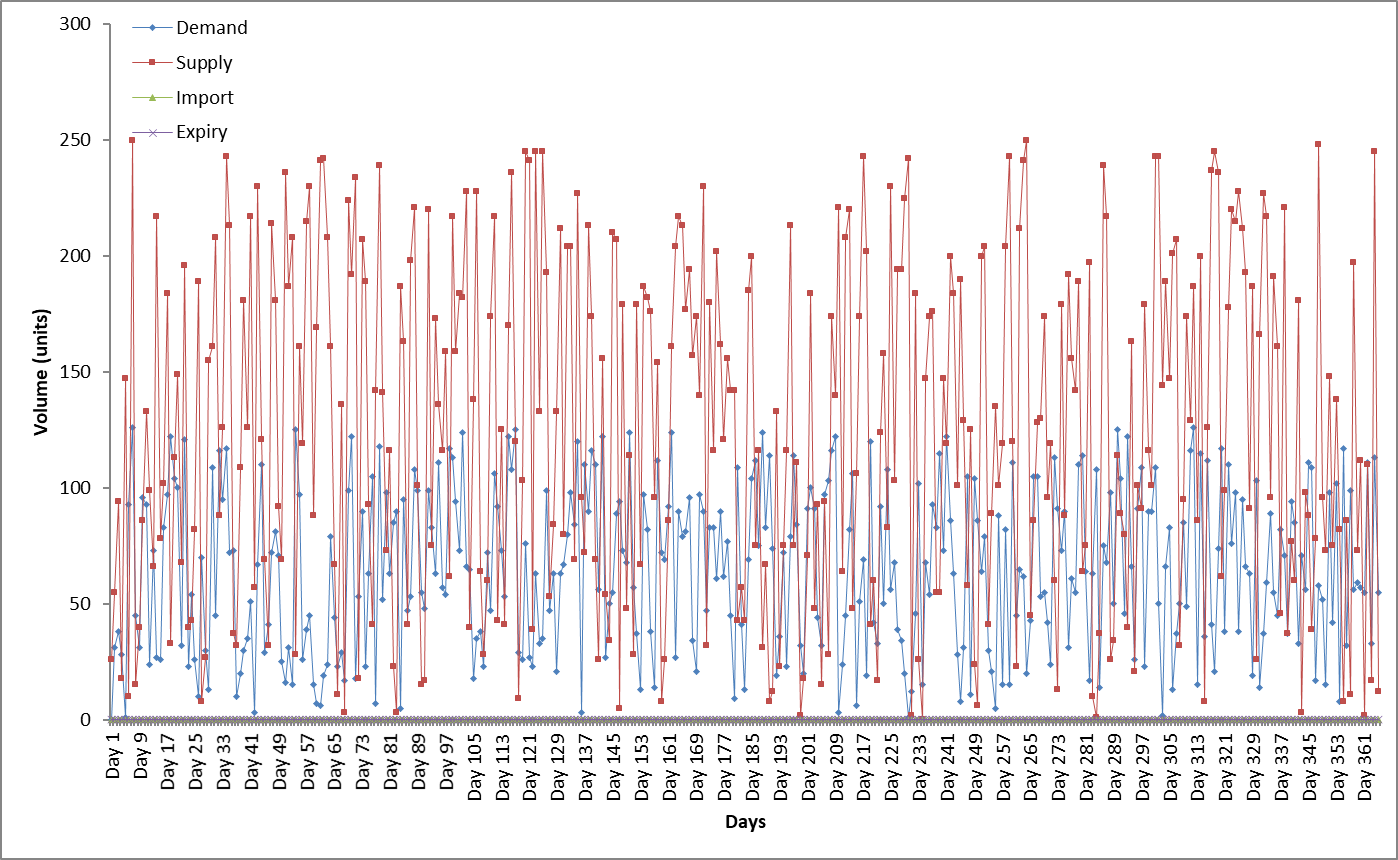 300
250
200
150
100
50
0
Volume (units)
Demand
Supply
Import
Expiry
Day 1
Day 9
Day 17
Day 25
Day 33
Day 41
Day 49
Day 57
Day 65
Day 73
Day 81
Day 89
Day 97
Day 105
Day 113
Day 121
Day 129
Day 137
Day 145
Day 153
Day 161
Day 169
Day 177
Day 185
Day 193
Day 201
Day 209
Day 217
Day 225
Day 233
Day 241
Day 249
Day 257
Day 265
Day 273
Day 281
Day 289
Day 297
Day 305
Day 313
Day 321
Day 329
Day 337
Day 345
Day 353
Day 361
Days